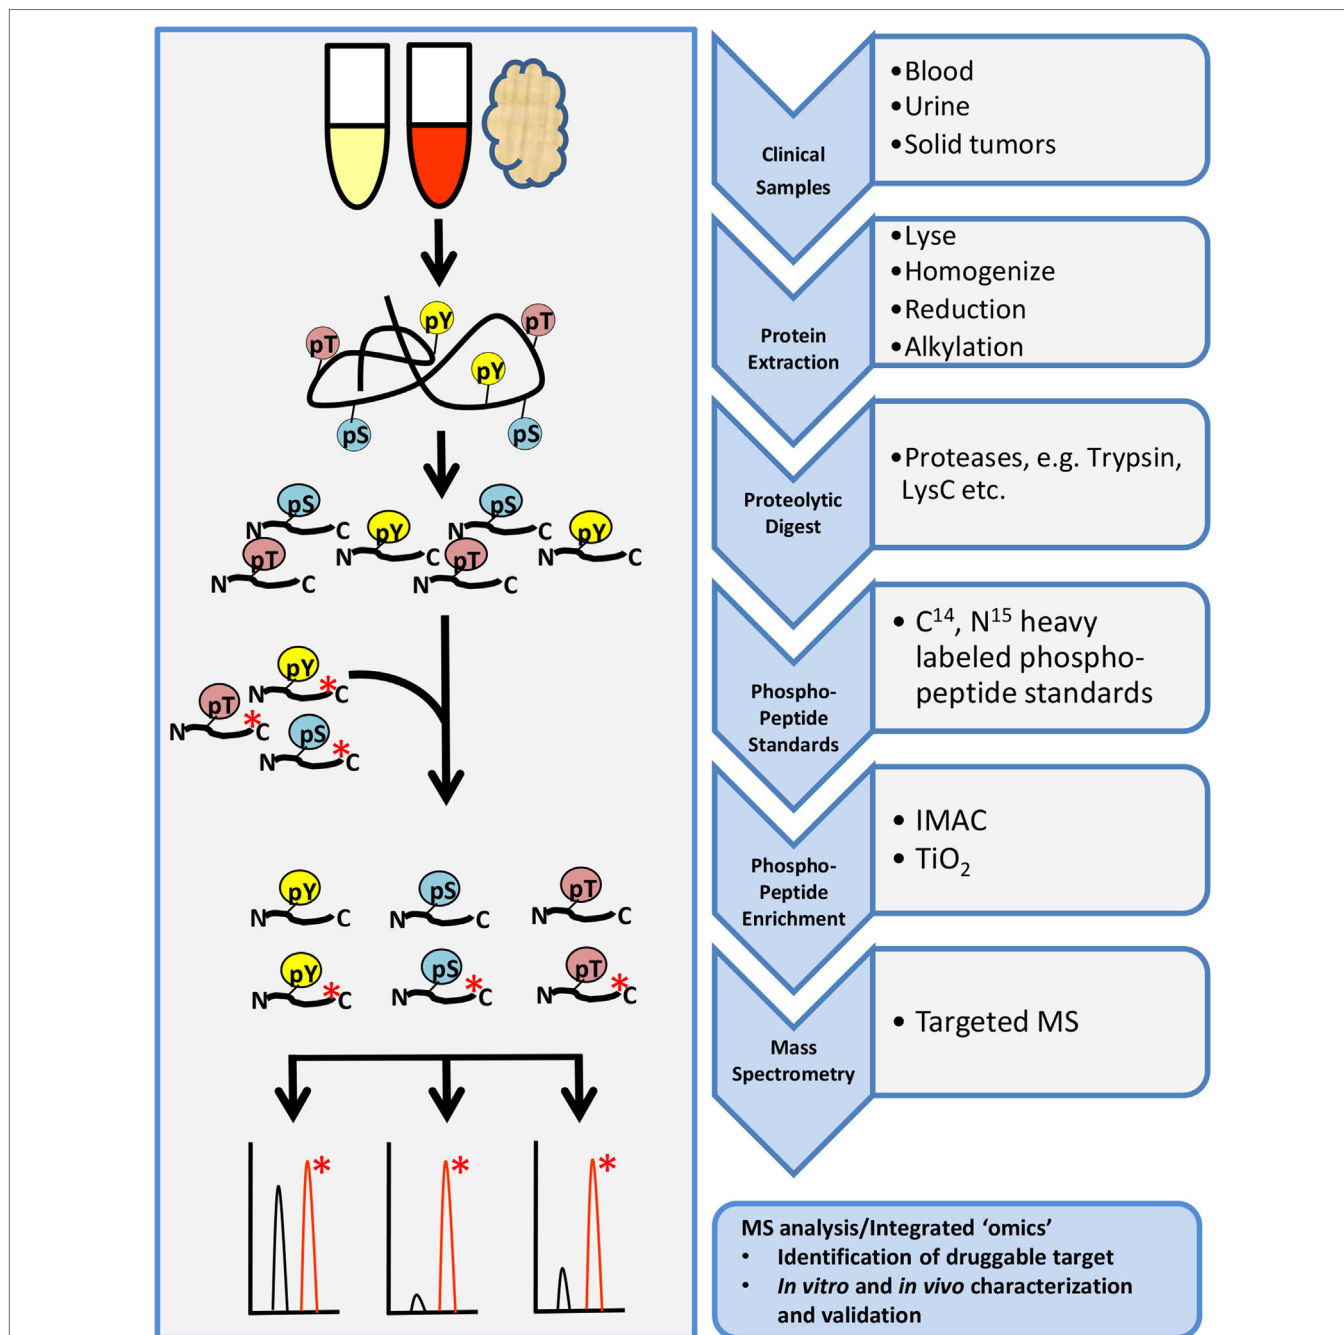 Clinical
Samples
•Blood
•Urine
•Solid tumors
Protein
Extraction
•Lyse
•Homogenize
•Reduction
•Alkylation
pT
pY
pT
pY
pS
pS
Proteolytic
Digest
•Proteases, e.g. Trypsin,
LysC etc.
pS
N C
pY
N C
pS
N C
pY
N C
pT
N C
pT
N C
Phospho-
Peptide
Standards
• C¹⁴, N¹⁵ heavy
labeled phospho-
peptide standards
pY
N * C
pT
N * C
pS
N * C
Phospho-
Peptide
Enrichment
• IMAC
• TiO₂
pY
N C
pS
N C
pT
N C
pY
N * C
pS
N * C
pT
N * C
Mass
Spectrometry
• Targeted MS
* * *
MS analysis/Integrated ‘omics’
• Identification of druggable target
• In vitro and in vivo characterization
and validation